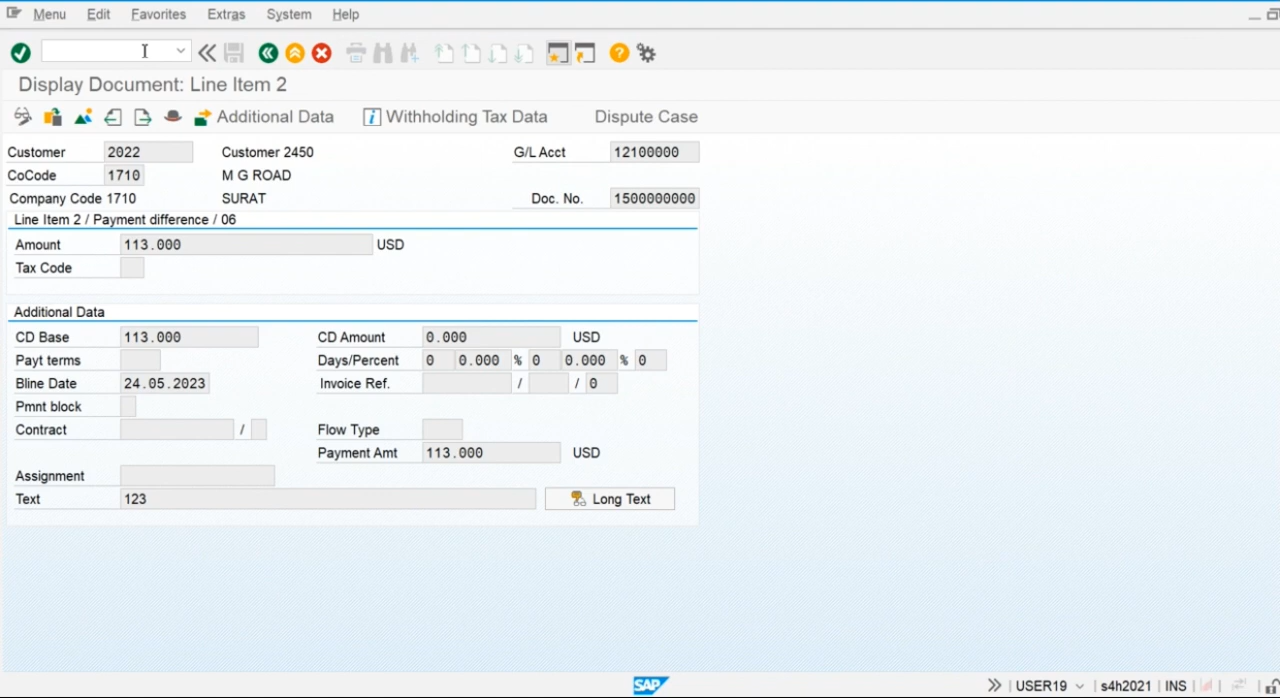 Menu Edit Favorites Extras System Help
Display Document: Line Item 2
Additional Data Withholding Tax Data Dispute Case
Customer 2022 Customer 2450 G/L Acct 12100000
CoCode 1710 M G ROAD
Company Code 1710 SURAT Doc. No. 1500000000
Line Item 2 / Payment difference / 06
Amount 113.000 USD
Tax Code
Additional Data
CD Base 113.000 CD Amount 0.000 USD
Payt terms Days/Percent 0 0.000 % 0 0.000 % 0
Bline Date 24.05.2023 Invoice Ref. / / 0
Pmnt block
Contract / Flow Type
Payment Amt 113.000 USD
Assignment
Text 123 Long Text
SAP USER19 s4h2021 INS